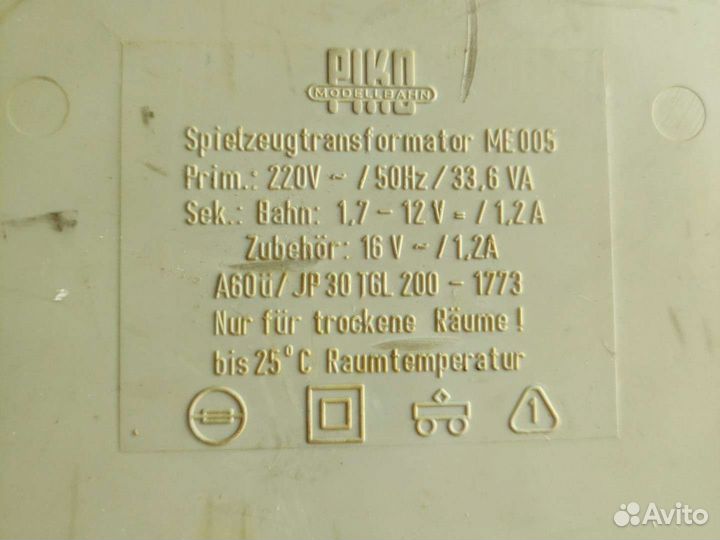 PIKO
MODELLBAHN
Spielzeugtransformator ME005
Prim.: 220V ~ / 50Hz / 33,6 VA
Sek.: Bahn: 1,7 - 12 V = / 1,2 A
Zubehör: 16 V ~ / 1,2A
A60ü / JP 30 TGL 200 - 1773
Nur für trockene Räume !
bis 25°C Raumtemperatur
1
Avito